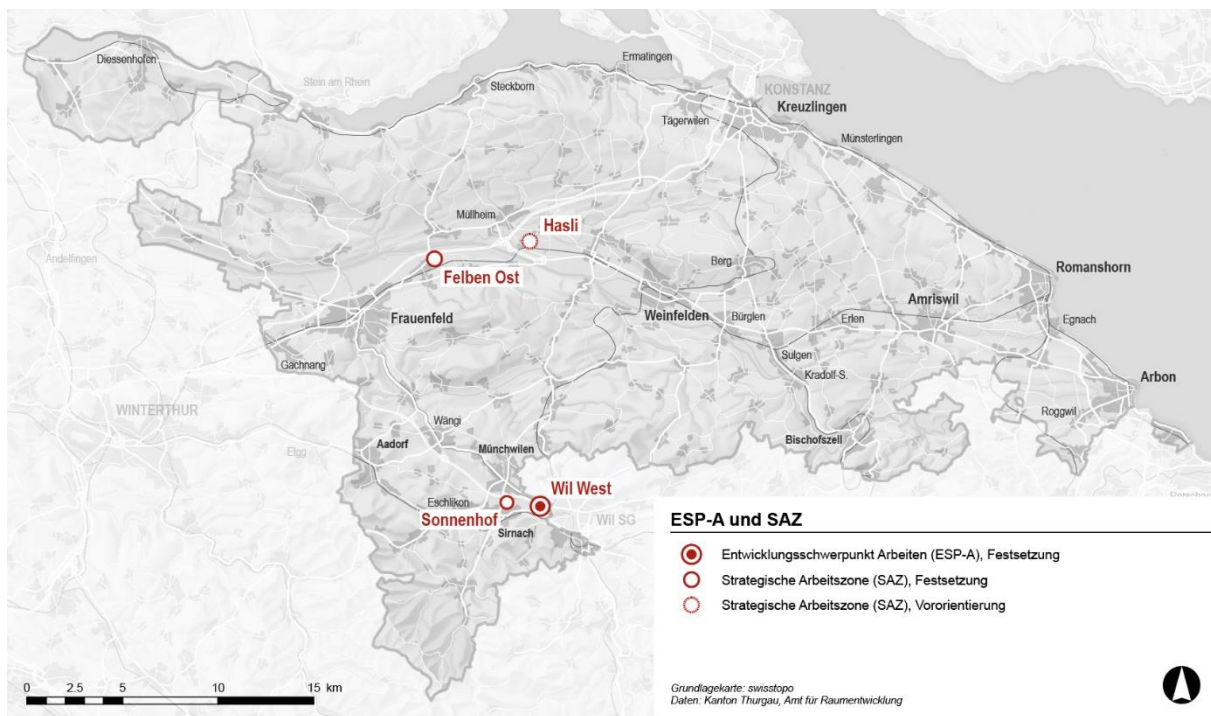 Diessenhofen
Stein am Rhein
Ermatingen
Steckborn
KONSTANZ
Kreuzlingen
Tägerwilen
Münsterlingen
Müllheim
Hasli
Andelfingen
Felben Ost
Berg
Romanshorn
Amriswil
Frauenfeld
Weinfelden
Bürglen
Erlen
Egnach
Gachnang
Sulgen
Kradolf-S.
Arbon
WINTERTHUR
Wängi
Roggwil
Elgg
Aadorf
Münchwilen
Bischofszell
Wil West
Eschlikon
Sonnenhof
Sirnach
Wil SG
ESP-A und SAZ
Entwicklungsschwerpunkt Arbeiten (ESP-A), Festsetzung
Strategische Arbeitszone (SAZ), Festsetzung
Strategische Arbeitszone (SAZ), Vororientierung
0 2.5 5 10 15 km
Grundlagekarte: swisstopo
Daten: Kanton Thurgau, Amt für Raumentwicklung